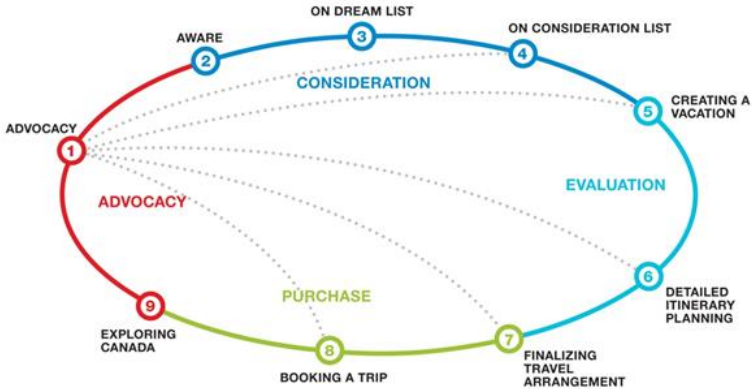 ON DREAM LIST
3
AWARE
2
ON CONSIDERATION LIST
4
CONSIDERATION
5
CREATING A
VACATION
ADVOCACY
1
EVALUATION
ADVOCACY
6
DETAILED
ITINERARY
PLANNING
PURCHASE
9
EXPLORING
CANADA
8
BOOKING A TRIP
7
FINALIZING
TRAVEL
ARRANGEMENT